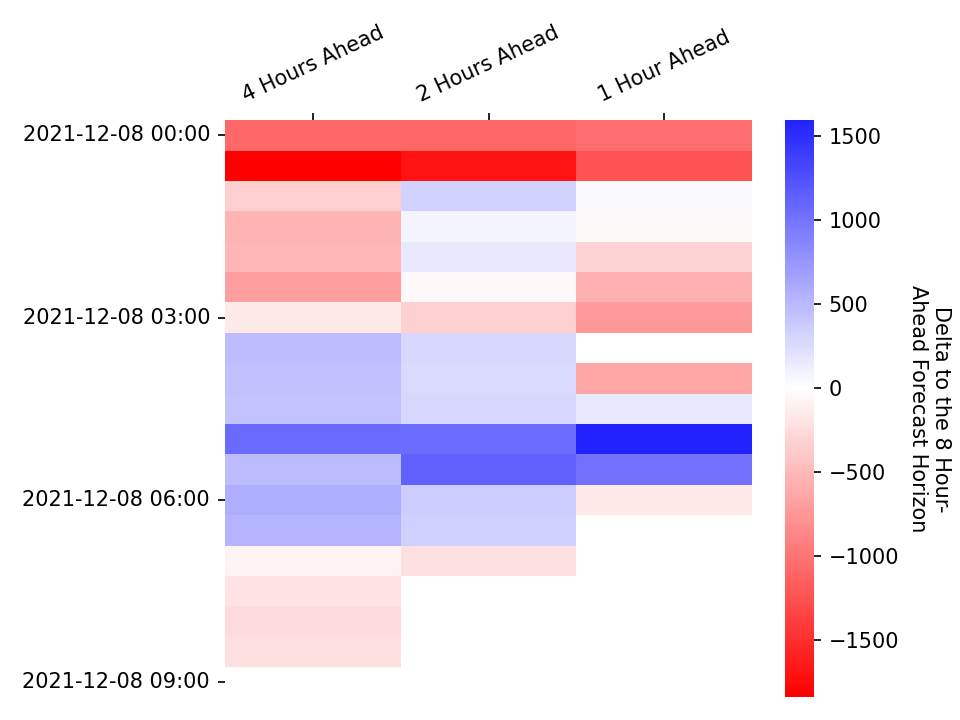 4 Hours Ahead
2 Hours Ahead
1 Hour Ahead
2021-12-08 00:00
2021-12-08 03:00
2021-12-08 06:00
2021-12-08 09:00
1500
1000
500
0
−500
−1000
−1500
Delta to the 8 Hour-
Ahead Forecast Horizon